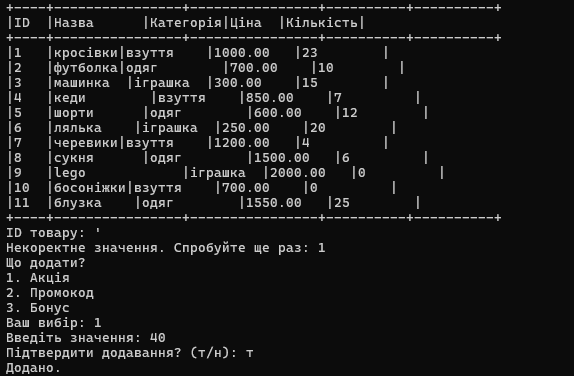 +----+----------------+----------------+----------+----------+
|ID  |Назва      |Категорія|Ціна  |Кількість|
+----+----------------+----------------+----------+----------+
|1   |кросівки|взуття    |1000.00   |23        |
|2   |футболка|одяг        |700.00    |10        |
|3   |машинка  |іграшка  |300.00    |15        |
|4   |кеди        |взуття    |850.00    |7         |
|5   |шорти      |одяг        |600.00    |12        |
|6   |лялька    |іграшка  |250.00    |20        |
|7   |черевики|взуття    |1200.00   |4         |
|8   |сукня      |одяг        |1500.00   |6         |
|9   |lego            |іграшка  |2000.00   |0         |
|10  |босоніжки|взуття    |700.00    |0         |
|11  |блузка    |одяг        |1550.00   |25        |
+----+----------------+----------------+----------+----------+
ID товару: '
Некоректне значення. Спробуйте ще раз: 1
Що додати?
1. Акція
2. Промокод
3. Бонус
Ваш вибір: 1
Введіть значення: 40
Підтвердити додавання? (т/н): т
Додано.